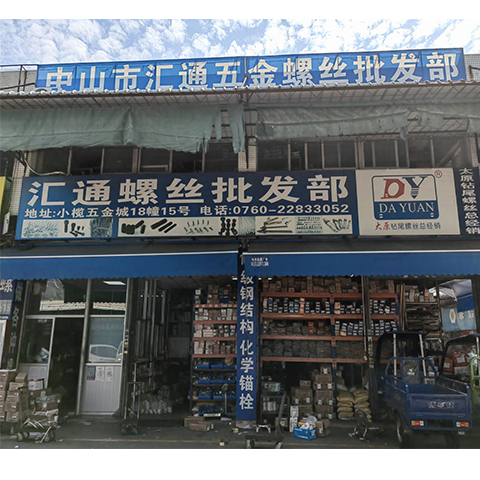 中山市汇通五金螺丝批发部
汇通螺丝批发部
地址:小榄五金城18幢15号 电话:0760-22833052
DY®
DA YUAN
大原钻尾螺丝总经销
太原钻尾螺丝总经销
级钢结构 化学锚栓